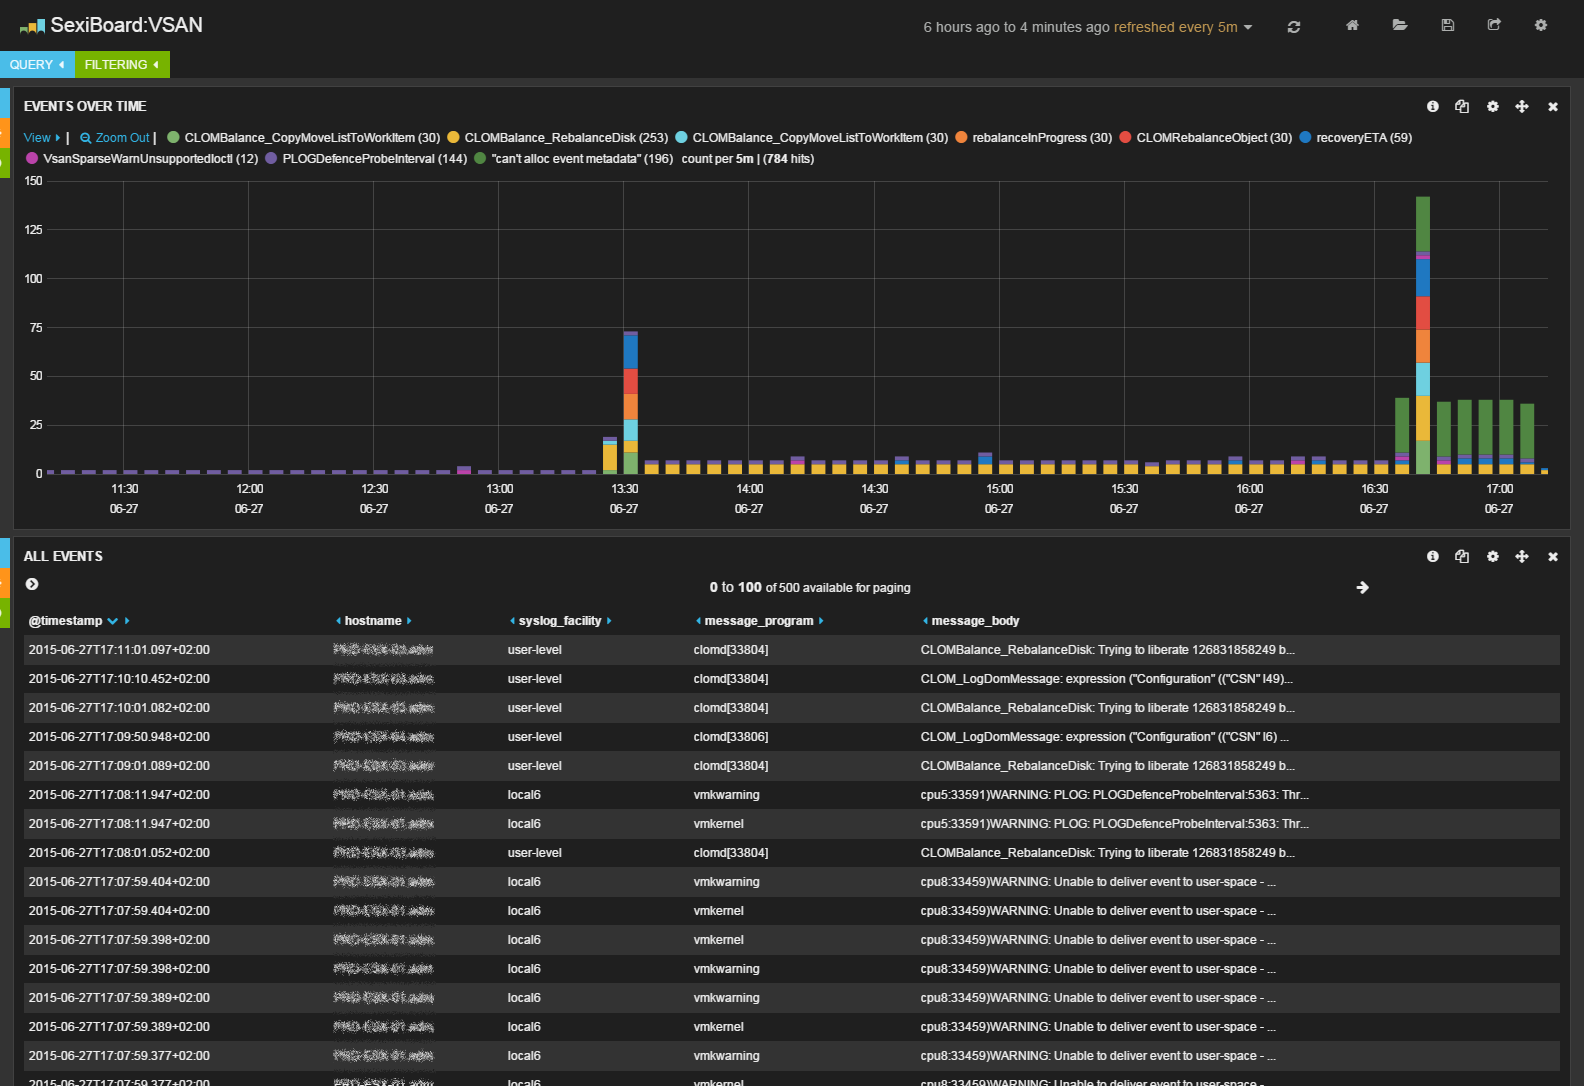 SexiBoard:VSAN
6 hours ago to 4 minutes ago refreshed every 5m
QUERY FILTERING
EVENTS OVER TIME
View | Zoom Out | CLOMBalance_CopyMoveListToWorkItem (30) CLOMBalance_RebalanceDisk (253) CLOMBalance_CopyMoveListToWorkItem (30) rebalanceInProgress (30) CLOMRebalanceObject (30) recoveryETA (59)
VsanSparseWarnUnsupportedIoctl (12) PLOGDefenceProbeInterval (144) "can't alloc event metadata" (196) count per 5m | (784 hits)
150
125
100
75
50
25
0
11:30 12:00 12:30 13:00 13:30 14:00 14:30 15:00 15:30 16:00 16:30 17:00
06-27 06-27 06-27 06-27 06-27 06-27 06-27 06-27 06-27 06-27 06-27 06-27
ALL EVENTS
0 to 100 of 500 available for paging
@timestamp hostname syslog_facility message_program message_body
2015-06-27T17:11:01.097+02:00 user-level clomd[33804] CLOMBalance_RebalanceDisk: Trying to liberate 126831858249 b...
2015-06-27T17:10:10.452+02:00 user-level clomd[33804] CLOM_LogDomMessage: expression ("Configuration" (("CSN" l49)...
2015-06-27T17:10:01.082+02:00 user-level clomd[33804] CLOMBalance_RebalanceDisk: Trying to liberate 126831858249 b...
2015-06-27T17:09:50.948+02:00 user-level clomd[33806] CLOM_LogDomMessage: expression ("Configuration" (("CSN" l6) ...
2015-06-27T17:09:01.089+02:00 user-level clomd[33804] CLOMBalance_RebalanceDisk: Trying to liberate 126831858249 b...
2015-06-27T17:08:11.947+02:00 local6 vmkwarning cpu5:33591)WARNING: PLOG: PLOGDefenceProbeInterval:5363: Thr...
2015-06-27T17:08:11.947+02:00 local6 vmkernel cpu5:33591)WARNING: PLOG: PLOGDefenceProbeInterval:5363: Thr...
2015-06-27T17:08:01.052+02:00 user-level clomd[33804] CLOMBalance_RebalanceDisk: Trying to liberate 126831858249 b...
2015-06-27T17:07:59.404+02:00 local6 vmkwarning cpu8:33459)WARNING: Unable to deliver event to user-space - ...
2015-06-27T17:07:59.404+02:00 local6 vmkernel cpu8:33459)WARNING: Unable to deliver event to user-space - ...
2015-06-27T17:07:59.398+02:00 local6 vmkernel cpu8:33459)WARNING: Unable to deliver event to user-space - ...
2015-06-27T17:07:59.398+02:00 local6 vmkwarning cpu8:33459)WARNING: Unable to deliver event to user-space - ...
2015-06-27T17:07:59.389+02:00 local6 vmkwarning cpu8:33459)WARNING: Unable to deliver event to user-space - ...
2015-06-27T17:07:59.389+02:00 local6 vmkernel cpu8:33459)WARNING: Unable to deliver event to user-space - ...
2015-06-27T17:07:59.377+02:00 local6 vmkwarning cpu8:33459)WARNING: Unable to deliver event to user-space - ...
2015-06-27T17:07:59.377+02:00 local6 vmkernel cpu8:33459)WARNING: Unable to deliver event to user-space - ...